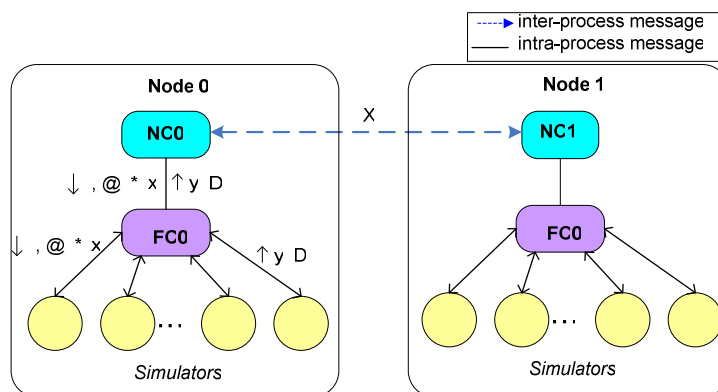 inter-process message
intra-process message
Node 0
Node 1
NC0
X
NC1
↓ , @ * x ↑ y D
FC0
↓ , @ * x
↑ y D
FC0
...
...
Simulators
Simulators